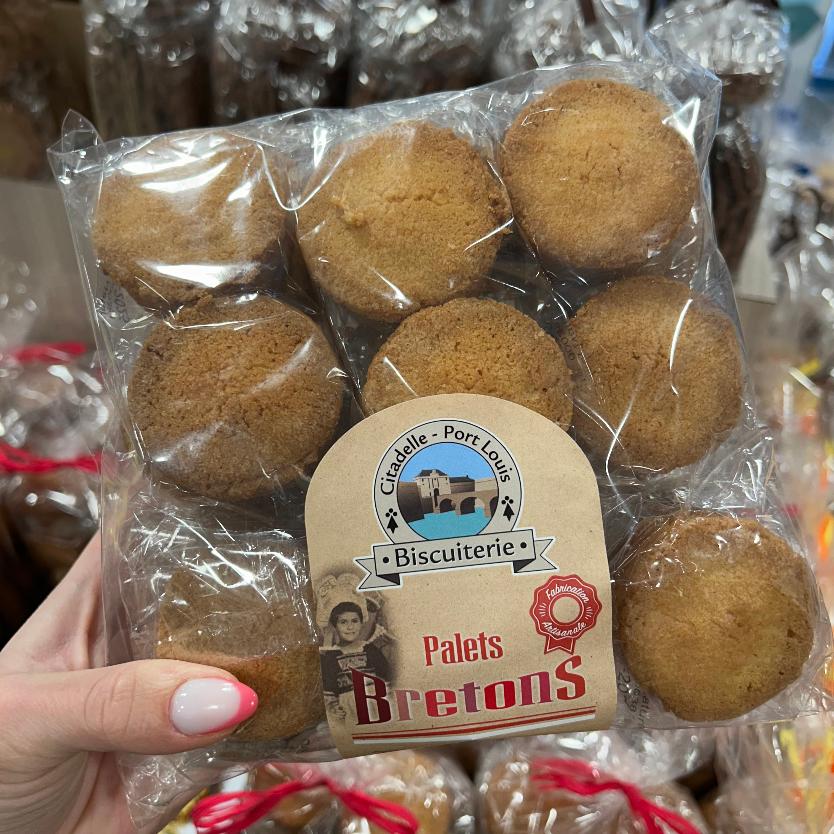 Citadelle - Port Louis
• Biscuiterie •
Fabrication
Artisanale
Palets
Bretons